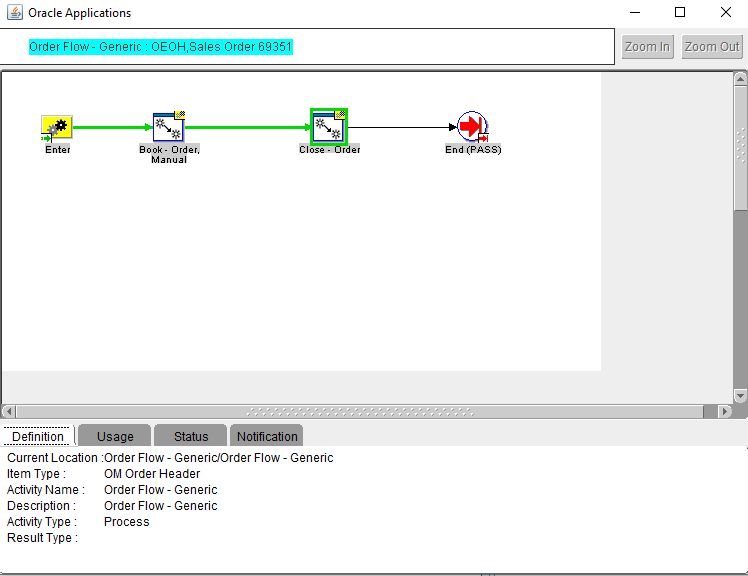 Oracle Applications
Order Flow - Generic : OEOH,Sales Order 69351
Zoom In
Zoom Out
Enter
Book - Order,
Manual
Close - Order
End (PASS)
Definition
Usage
Status
Notification
Current Location :Order Flow - Generic/Order Flow - Generic
Item Type : OM Order Header
Activity Name : Order Flow - Generic
Description : Order Flow - Generic
Activity Type : Process
Result Type :